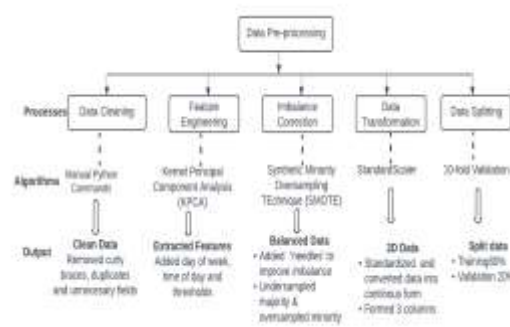 Data Pre-processing
Processes
Data Cleaning
Feature
Engineering
Imbalance
Correction
Data
Transformation
Data Splitting
Algorithms
Manual Python
Commands
Kernel Principal
Component Analysis
(KPCA)
Synthetic Minority
Oversampling
TEchnique (SMOTE)
StandardScaler
10-fold Validation
Output
Clean Data
Removed curly
braces, duplicates
and unnecessary fields
Extracted Features
Added day of week,
time of day and
thresholds.
Balanced Data
• Added "needles" to
improve imbalance
• Undersampled
majority &
oversampled minority
2D Data
• Standardized and
converted data into
continous form
• Formed 3 columns
Split data
• Validation